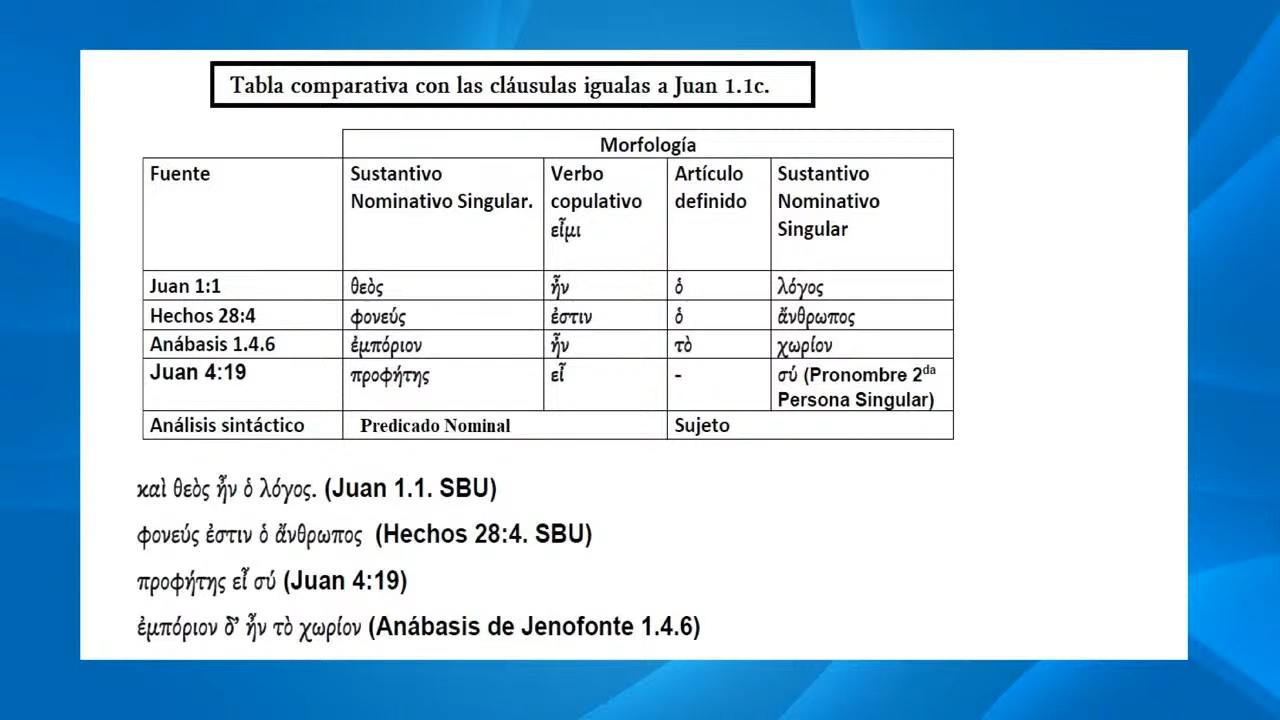 Tabla comparativa con las cláusulas igualas a Juan 1.1c.
Morfología
Fuente
Sustantivo
Nominativo Singular.
Verbo
copulativo
εἶμι
Artículo
definido
Sustantivo
Nominativo
Singular
Juan 1:1 θεὸς ἦν ὁ λόγος
Hechos 28:4 φονεύς ἐστιν ὁ ἄνθρωπος
Anábasis 1.4.6 ἐμπόριον ἦν τὸ χωρίον
Juan 4:19 προφήτης εἶ - σύ (Pronombre 2da
Persona Singular)
Análisis sintáctico Predicado Nominal Sujeto
καὶ θεὸς ἦν ὁ λόγος. (Juan 1.1. SBU)
φονεύς ἐστιν ὁ ἄνθρωπος (Hechos 28:4. SBU)
προφήτης εἶ σύ (Juan 4:19)
ἐμπόριον δ’ ἦν τὸ χωρίον (Anábasis de Jenofonte 1.4.6)